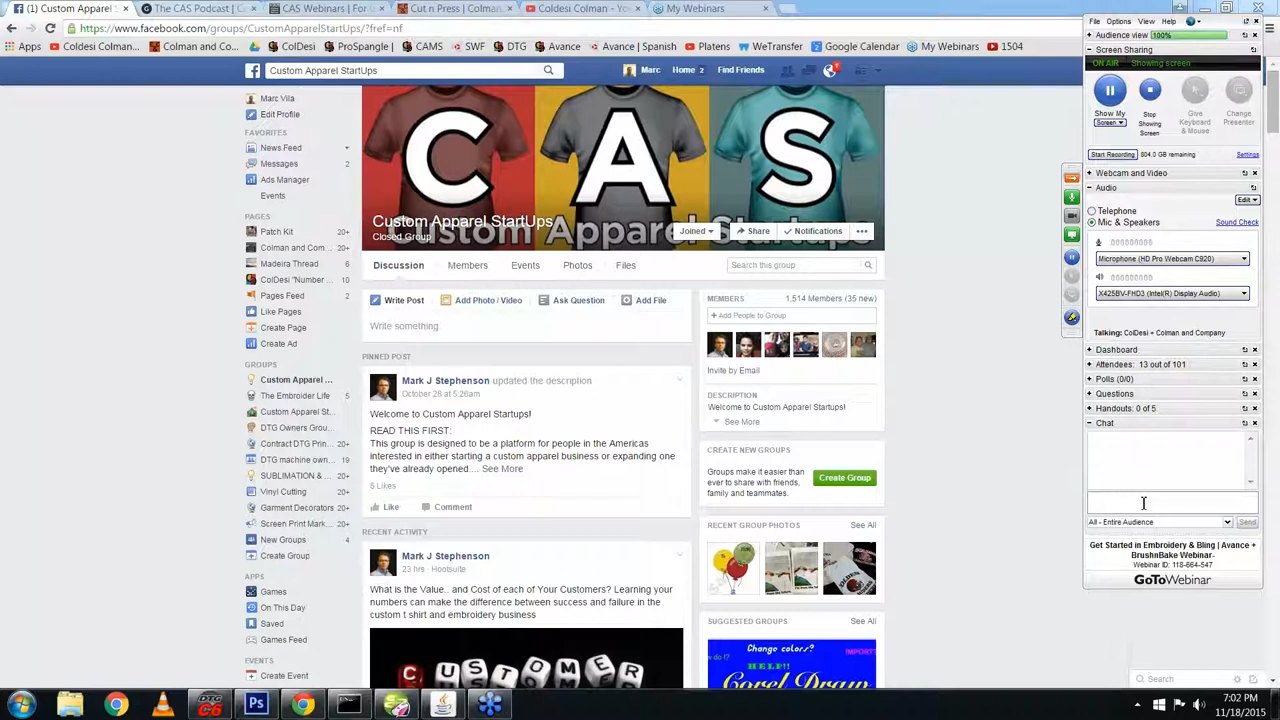 (1) Custom Apparel S
The CAS Podcast | C
CAS Webinars | For
Cut n Press | Colman,
Coldesi Colman - You
My Webinars
https://www.facebook.com/groups/CustomApparelStartUps/?fref=nf
Apps
Coldesi Colman...
Colman and Co...
ColDesi
ProSpangle
CAMS
SWF
DTG
Avance
Avance | Spanish
Platens
WeTransfer
Google Calendar
My Webinars
1504
Custom Apparel StartUps
Marc
Home 2
Find Friends
Marc Vila
Edit Profile
FAVORITES
News Feed
Messages 2
Ads Manager
Events
PAGES
Patch Kit 20+
Colman and Com... 20+
Madeira Thread 6
ColDesi "Number ... 10
Pages Feed 2
Like Pages
Create Page
Create Ad
GROUPS
Custom Apparel ...
The Embroider Life 5
Custom Apparel St... 20+
DTG Owners Grou... 20+
Contract DTG Prin... 20+
DTG machine own... 19
SUBLIMATION & ... 20+
Vinyl Cutting 20+
Garment Decorators 20+
Screen Print Mark... 20+
New Groups 4
Create Group
APPS
Games
On This Day
Saved
Games Feed
EVENTS
Create Event
CAS
Custom Apparel Startups
Custom Apparel StartUps
Closed Group
Joined
Share
Notifications
Discussion
Members
Events
Photos
Files
Search this group
Write Post
Add Photo / Video
Ask Question
Add File
Write something
PINNED POST
Mark J Stephenson updated the description
October 28 at 5:26am
Welcome to Custom Apparel Startups!
READ THIS FIRST:
This group is designed to be a platform for people in the Americas
interested in either starting a custom apparel business or expanding one
they've already opened.... See More
6 Likes
Like
Comment
RECENT ACTIVITY
Mark J Stephenson
23 hrs · Hootsuite
What is the Value.. and Cost of each of Your Customers? Learning your
numbers can make the difference between success and failure in the
custom t shirt and embroidery business
CUSTOMER
MEMBERS
1,514 Members (35 new)
+ Add People to Group
Invite by Email
DESCRIPTION
Welcome to Custom Apparel StartUps!
See More
CREATE NEW GROUPS
Groups make it easier than
ever to share with friends,
family and teammates.
Create Group
RECENT GROUP PHOTOS
See All
SUGGESTED GROUPS
See All
Change colors?
HELP!!
Corel Draw
File Options View Help
Audience view 100%
Screen Sharing
ON AIR Showing screen
Show My
Screen
Stop
Showing
Screen
Give
Keyboard
& Mouse
Change
Presenter
Start Recording
804.0 GB remaining
Settings
Webcam and Video
Audio
Edit
Telephone
Mic & Speakers
Sound Check
Microphone (HD Pro Webcam C920)
X425BV-FHD3 (Intel(R) Display Audio)
Talking: ColDesi + Colman and Company
Dashboard
Attendees: 13 out of 101
Polls (0/0)
Questions
Handouts: 0 of 5
Chat
All - Entire Audience
Send
Get Started in Embroidery & Bling | Avance +
BrushnBake Webinar-
Webinar ID: 118-664-547
GoToWebinar
Search
DTG
C6
Ps
7:02 PM
11/18/2015